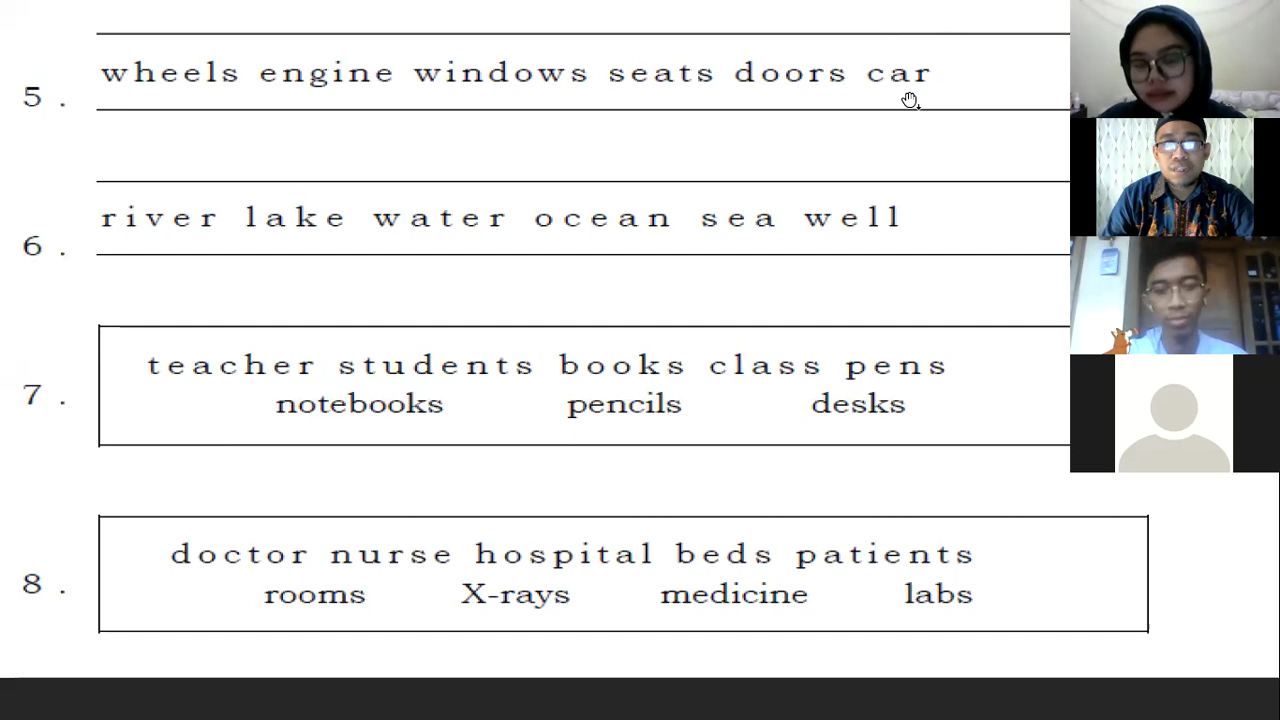 5 . wheels engine windows seats doors car
6 . river lake water ocean sea well
7 . teacher students books class pens
notebooks pencils desks
8 . doctor nurse hospital beds patients
rooms X-rays medicine labs